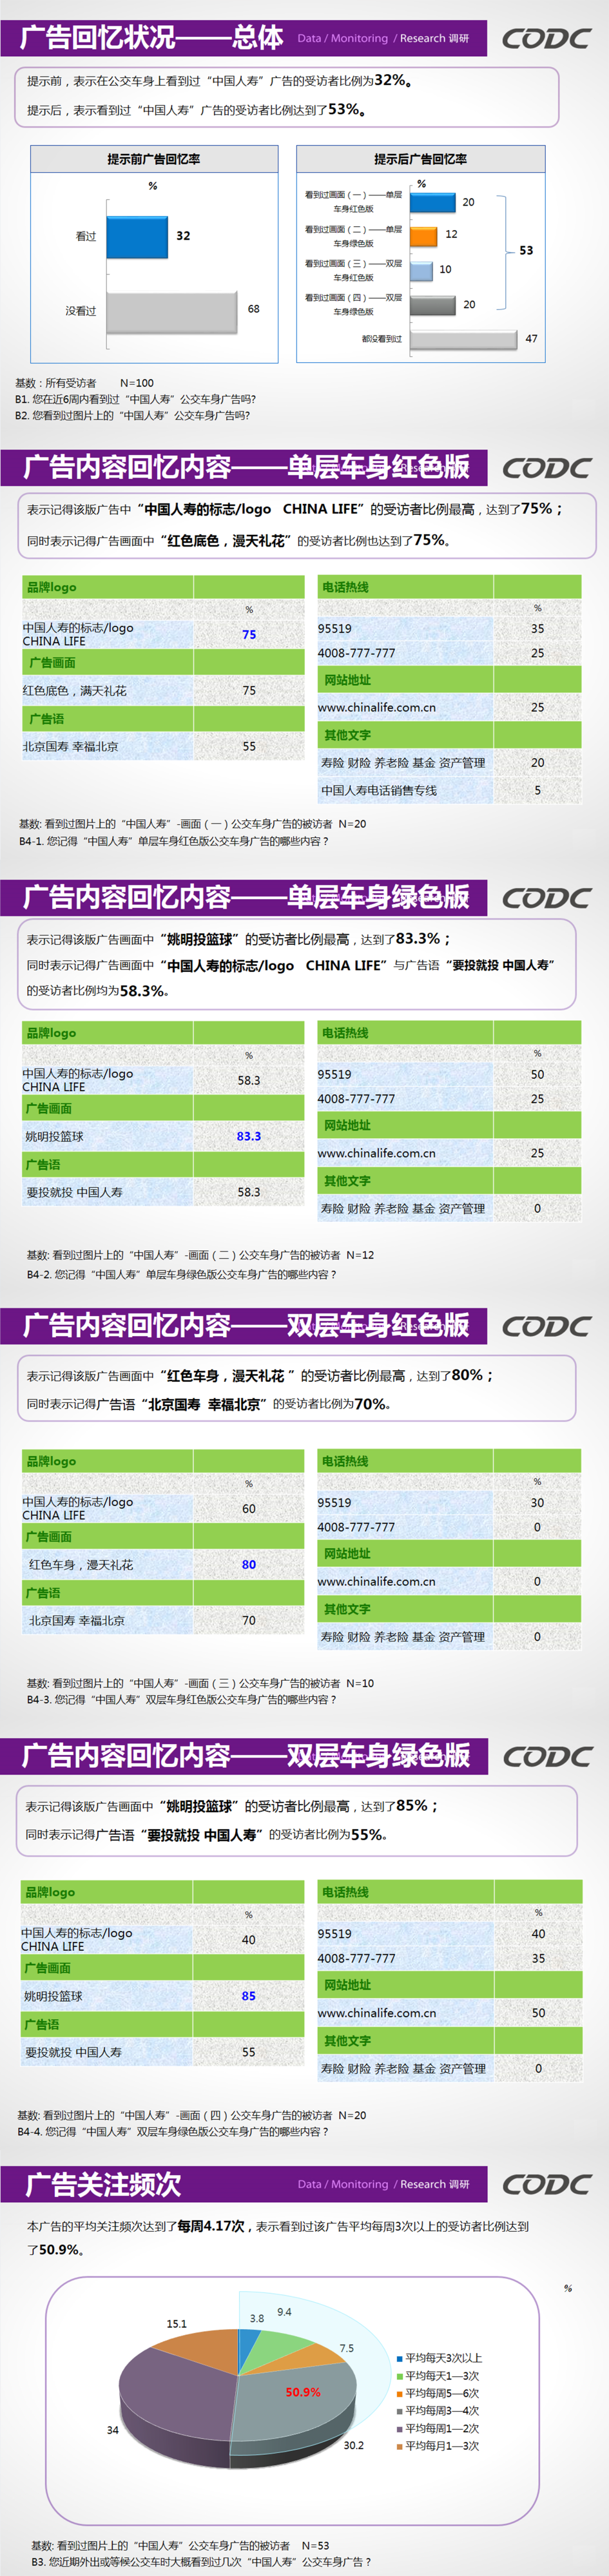 广告回忆状况——总体
Data / Monitoring / Research 调研
CODC
提示前，表示在公交车身上看到过“中国人寿”广告的受访者比例为32%。
提示后，表示看到过“中国人寿”广告的受访者比例达到了53%。
提示前广告回忆率
%
看过
32
没看过
68
提示后广告回忆率
%
看到过画面（一）——单层
车身红色版
20
看到过画面（二）——单层
车身绿色版
12
看到过画面（三）——双层
车身红色版
10
看到过画面（四）——双层
车身绿色版
20
53
都没看到过
47
基数：所有受访者 N=100
B1. 您在近6周内看到过“中国人寿”公交车身广告吗?
B2. 您看到过图片上的“中国人寿”公交车身广告吗?
广告内容回忆内容——单层车身红色版
CODC
表示记得该版广告中“中国人寿的标志/logo CHINA LIFE”的受访者比例最高，达到了75%；
同时表示记得广告画面中“红色底色，漫天礼花”的受访者比例也达到了75%。
品牌logo
%
中国人寿的标志/logo
CHINA LIFE
75
广告画面
红色底色，满天礼花 75
广告语
北京国寿 幸福北京 55
电话热线
%
95519 35
4008-777-777 25
网站地址
www.chinalife.com.cn 25
其他文字
寿险 财险 养老险 基金 资产管理 20
中国人寿电话销售专线 5
基数: 看到过图片上的“中国人寿”-画面（一）公交车身广告的被访者 N=20
B4-1. 您记得“中国人寿”单层车身红色版公交车身广告的哪些内容？
广告内容回忆内容——单层车身绿色版
CODC
表示记得该版广告画面中“姚明投篮球”的受访者比例最高，达到了83.3%；
同时表示记得广告画面中“中国人寿的标志/logo CHINA LIFE”与广告语“要投就投 中国人寿”
的受访者比例均为58.3%。
品牌logo
%
中国人寿的标志/logo
CHINA LIFE
58.3
广告画面
姚明投篮球 83.3
广告语
要投就投 中国人寿 58.3
电话热线
%
95519 50
4008-777-777 25
网站地址
www.chinalife.com.cn 25
其他文字
寿险 财险 养老险 基金 资产管理 0
基数: 看到过图片上的“中国人寿”-画面（二）公交车身广告的被访者 N=12
B4-2. 您记得“中国人寿”单层车身绿色版公交车身广告的哪些内容？
广告内容回忆内容——双层车身红色版
CODC
表示记得该版广告画面中“红色车身，漫天礼花 ”的受访者比例最高，达到了80%；
同时表示记得广告语“北京国寿 幸福北京”的受访者比例为70%。
品牌logo
%
中国人寿的标志/logo
CHINA LIFE
60
广告画面
红色车身，漫天礼花 80
广告语
北京国寿 幸福北京 70
电话热线
%
95519 30
4008-777-777 0
网站地址
www.chinalife.com.cn 0
其他文字
寿险 财险 养老险 基金 资产管理 0
基数: 看到过图片上的“中国人寿”-画面（三）公交车身广告的被访者 N=10
B4-3. 您记得“中国人寿”双层车身红色版公交车身广告的哪些内容？
广告内容回忆内容——双层车身绿色版
CODC
表示记得该版广告画面中“姚明投篮球”的受访者比例最高，达到了85%；
同时表示记得广告语“要投就投 中国人寿”的受访者比例为55%。
品牌logo
%
中国人寿的标志/logo
CHINA LIFE
40
广告画面
姚明投篮球 85
广告语
要投就投 中国人寿 55
电话热线
%
95519 40
4008-777-777 35
网站地址
www.chinalife.com.cn 50
其他文字
寿险 财险 养老险 基金 资产管理 0
基数: 看到过图片上的“中国人寿”-画面（四）公交车身广告的被访者 N=20
B4-4. 您记得“中国人寿”双层车身绿色版公交车身广告的哪些内容？
广告关注频次
Data / Monitoring / Research 调研
CODC
本广告的平均关注频次达到了每周4.17次，表示看到过该广告平均每周3次以上的受访者比例达到
了50.9%。
%
3.8
9.4
7.5
30.2
34
15.1
50.9%
平均每天3次以上
平均每天1—3次
平均每周5—6次
平均每周3—4次
平均每周1—2次
平均每月1—3次
基数: 看到过图片上的“中国人寿”公交车身广告的被访者 N=53
B3. 您近期外出或等候公交车时大概看到过几次“中国人寿”公交车身广告？